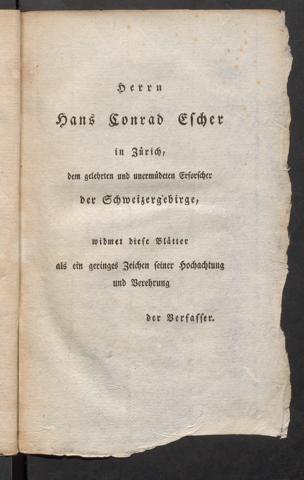 Herrn
Hans Conrad Escher
in Zürich,
dem gelehrten und unermüdeten Erforscher
der Schweizergebirge,
widmet diese Blätter
als ein geringes Zeichen seiner Hochachtung
und Verehrung
der Verfasser.